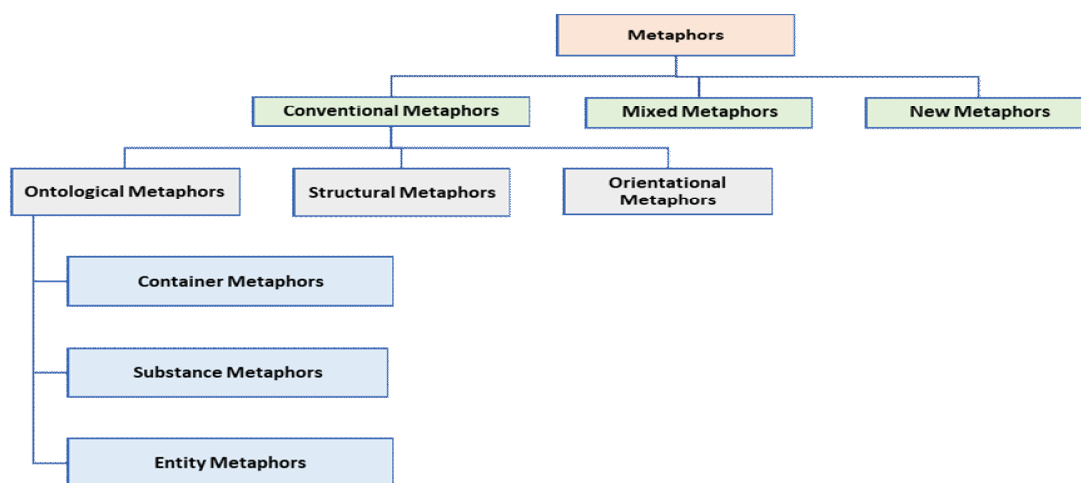 Metaphors
Conventional Metaphors
Mixed Metaphors
New Metaphors
Ontological Metaphors
Structural Metaphors
Orientational
Metaphors
Container Metaphors
Substance Metaphors
Entity Metaphors